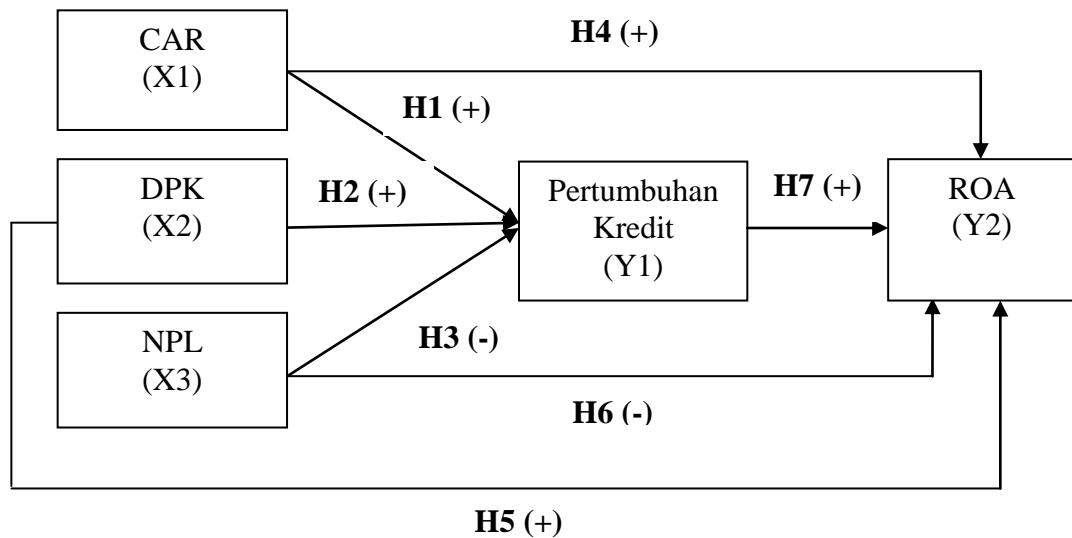 CAR
(X1)
H4 (+)
H1 (+)
DPK
(X2)
H2 (+)
Pertumbuhan
Kredit
(Y1)
H7 (+)
ROA
(Y2)
NPL
(X3)
H3 (-)
H6 (-)
H5 (+)